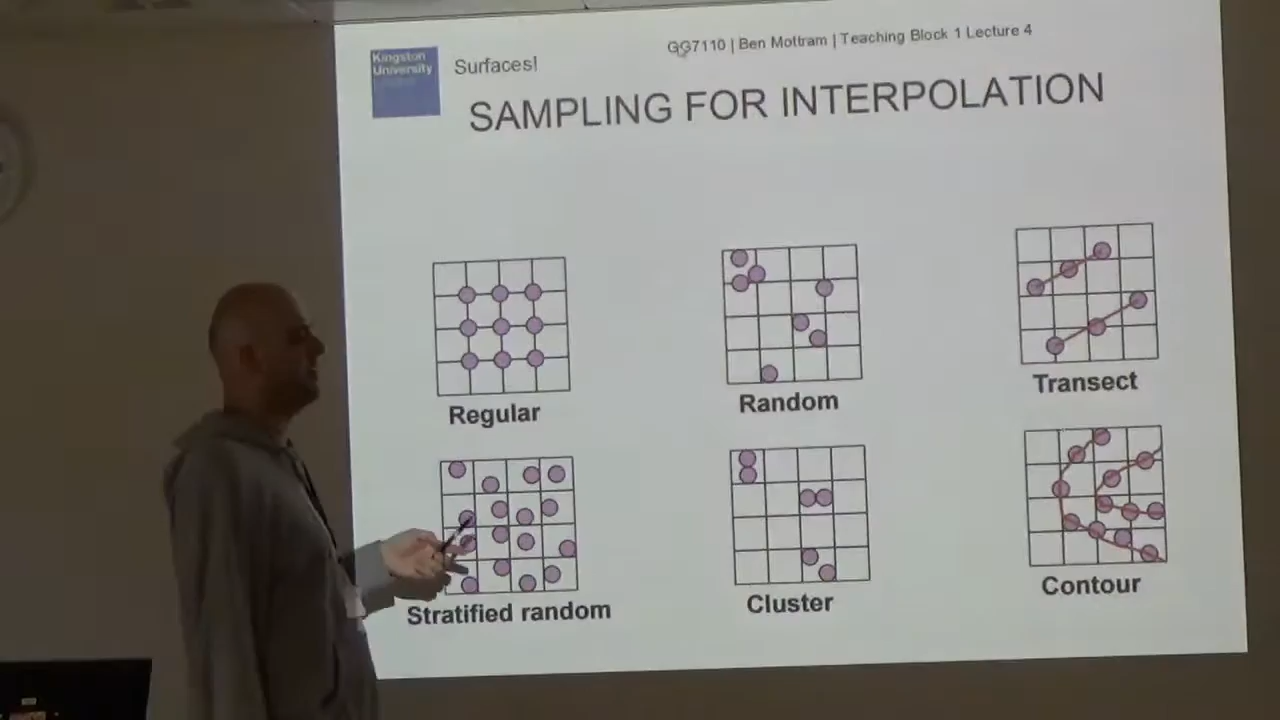 Kingston
University
London
Surfaces!
GG7110 | Ben Mottram | Teaching Block 1 Lecture 4
SAMPLING FOR INTERPOLATION
Regular
Random
Transect
Stratified random
Cluster
Contour